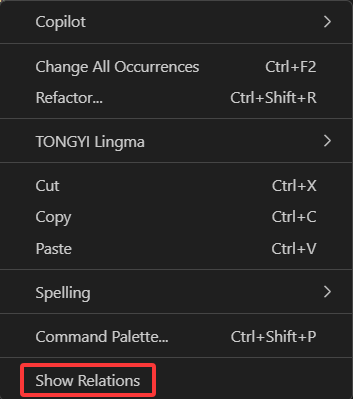 Copilot
Change All Occurrences Ctrl+F2
Refactor... Ctrl+Shift+R
TONGYI Lingma
Cut Ctrl+X
Copy Ctrl+C
Paste Ctrl+V
Spelling
Command Palette... Ctrl+Shift+P
Show Relations